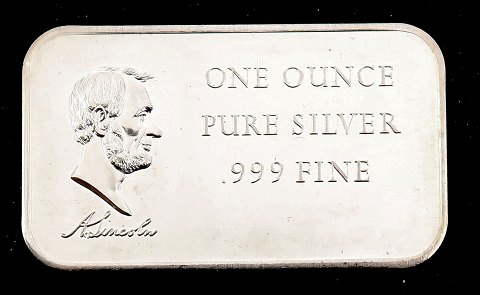 ONE OUNCE
PURE SILVER
.999 FINE
A. Lincoln